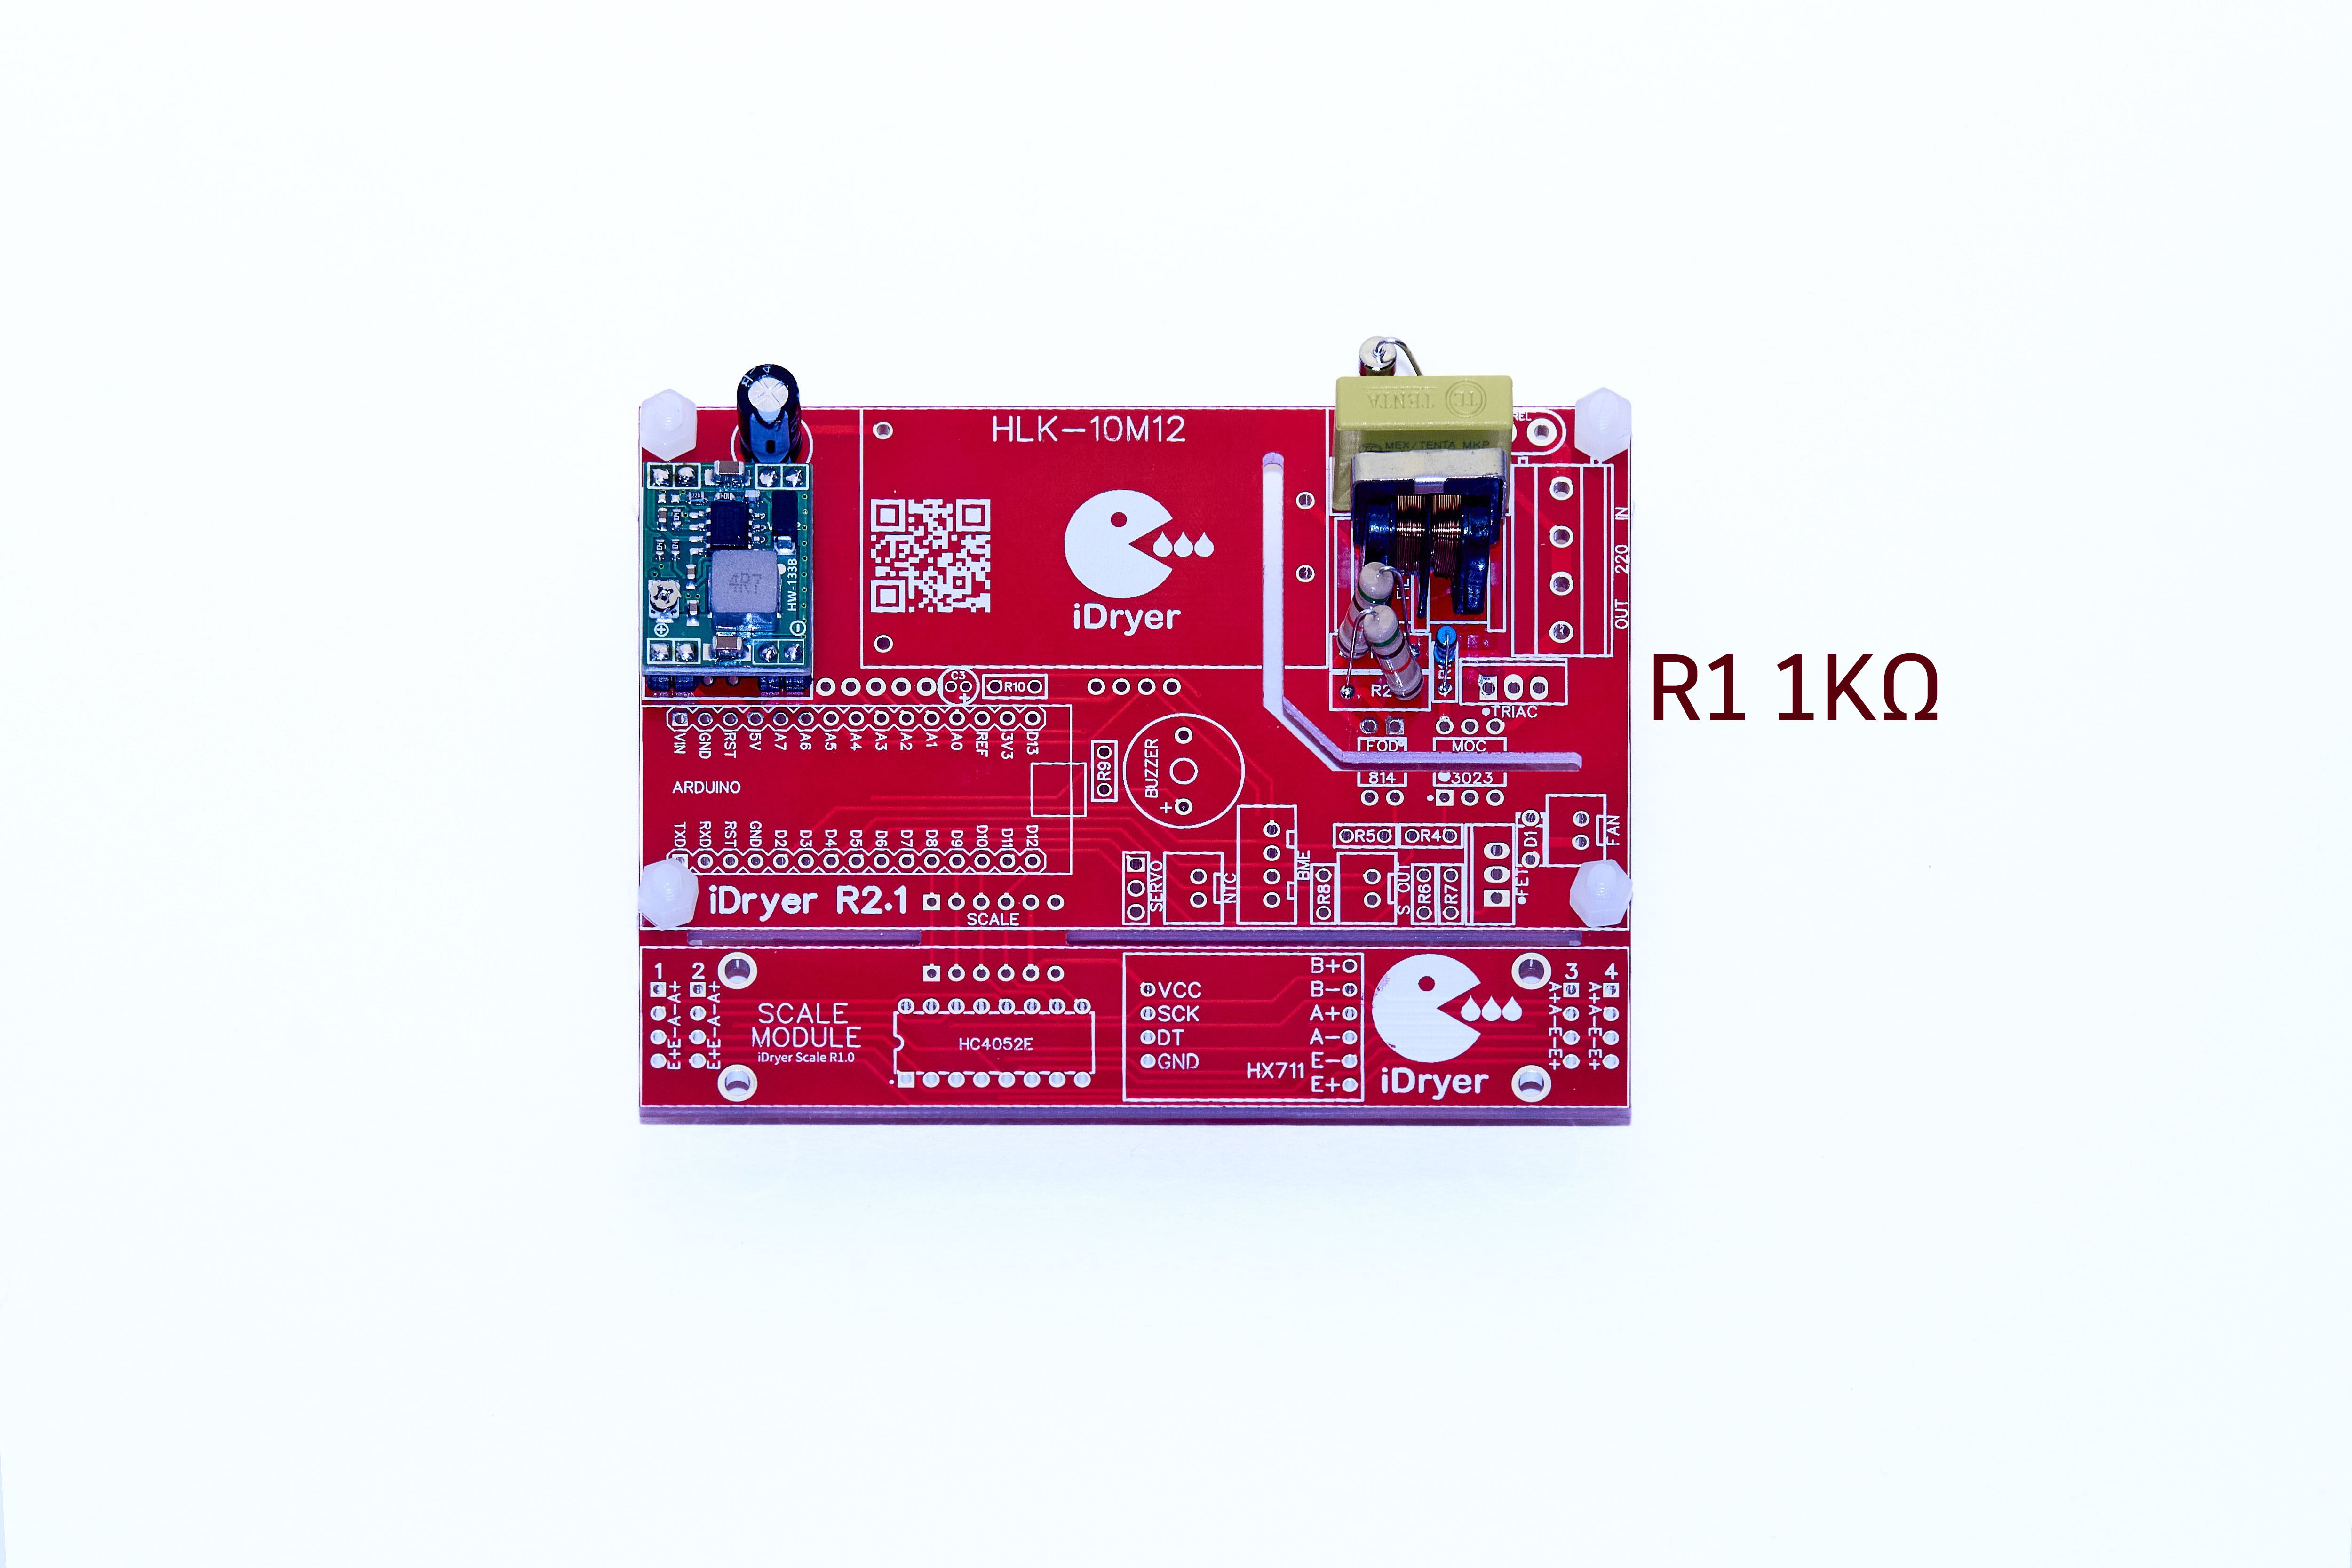 HLK-10M12
TENTA
MEX/TENTA MKP
REL
4R7
HW-133B
iDryer
220 IN
OUT
R1 1KΩ
C3
R10
R2
TRIAC
VIN GND RST 5V A7 A6 A5 A4 A3 A2 A1 A0 REF 3V3 D13
ARDUINO
R9
BUZZER
+
FOD
814
MOC
3023
TXD RXD RST GND D2 D3 D4 D5 D6 D7 D8 D9 D10 D11 D12
R5
R4
D1
FAN
iDryer R2.1
SCALE
SERVO
NTC
BME
R8
S OUT
R6
R7
FET
1 2
E+E-A-A+
E+E-A-A+
SCALE
MODULE
iDryer Scale R1.0
HC4052E
VCC
SCK
DT
GND
HX711
B+
B-
A+
A-
E-
E+
iDryer
3 4
A+A-E-E+
A+A-E-E+